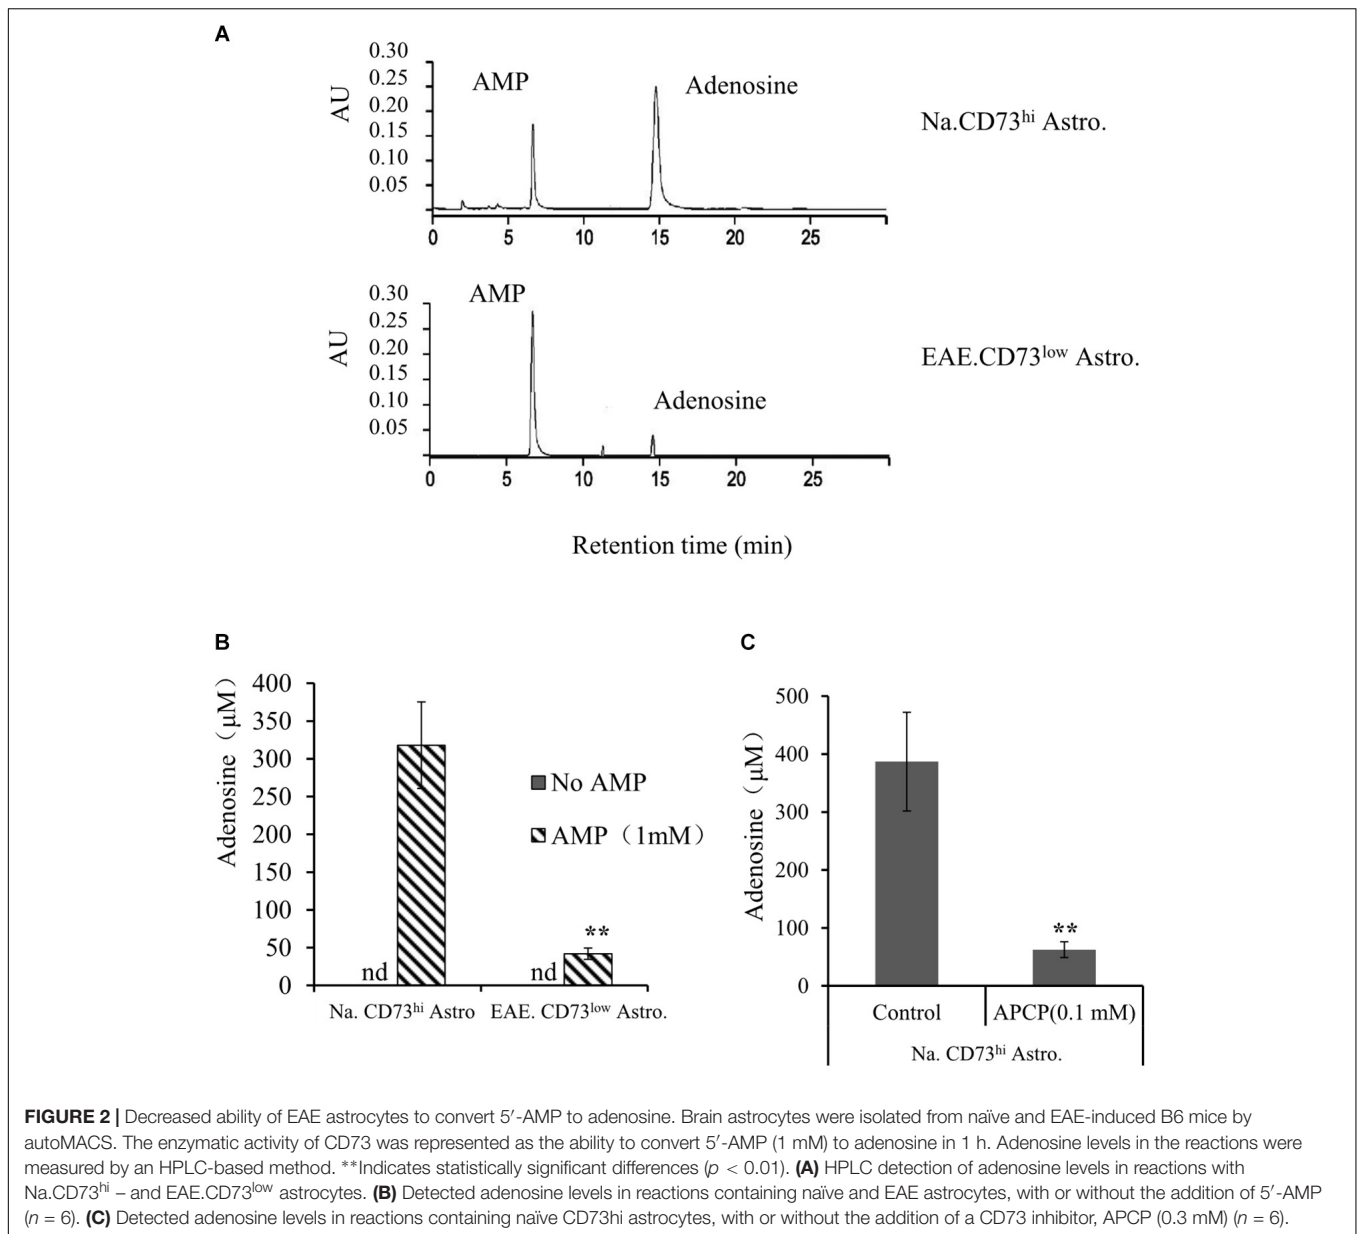 A
0.30
0.25
0.20
0.15
0.10
0.05
AU
AMP
Adenosine
Na.CD73hi Astro.
0 5 10 15 20 25
0.30
0.25
0.20
0.15
0.10
0.05
AU
AMP
Adenosine
EAE.CD73low Astro.
0 5 10 15 20 25
Retention time (min)
B
Adenosine（μM）
400
350
300
250
200
150
100
50
0
nd
nd
**
No AMP
AMP（1mM）
Na. CD73hi Astro EAE. CD73low Astro.
C
Adenosine（μM）
500
400
300
200
100
0
**
Control APCP(0.1 mM)
Na. CD73hi Astro.
FIGURE 2 | Decreased ability of EAE astrocytes to convert 5′-AMP to adenosine. Brain astrocytes were isolated from naïve and EAE-induced B6 mice by
autoMACS. The enzymatic activity of CD73 was represented as the ability to convert 5′-AMP (1 mM) to adenosine in 1 h. Adenosine levels in the reactions were
measured by an HPLC-based method. **Indicates statistically significant differences (p < 0.01). (A) HPLC detection of adenosine levels in reactions with
Na.CD73hi – and EAE.CD73low astrocytes. (B) Detected adenosine levels in reactions containing naïve and EAE astrocytes, with or without the addition of 5′-AMP
(n = 6). (C) Detected adenosine levels in reactions containing naïve CD73hi astrocytes, with or without the addition of a CD73 inhibitor, APCP (0.3 mM) (n = 6).